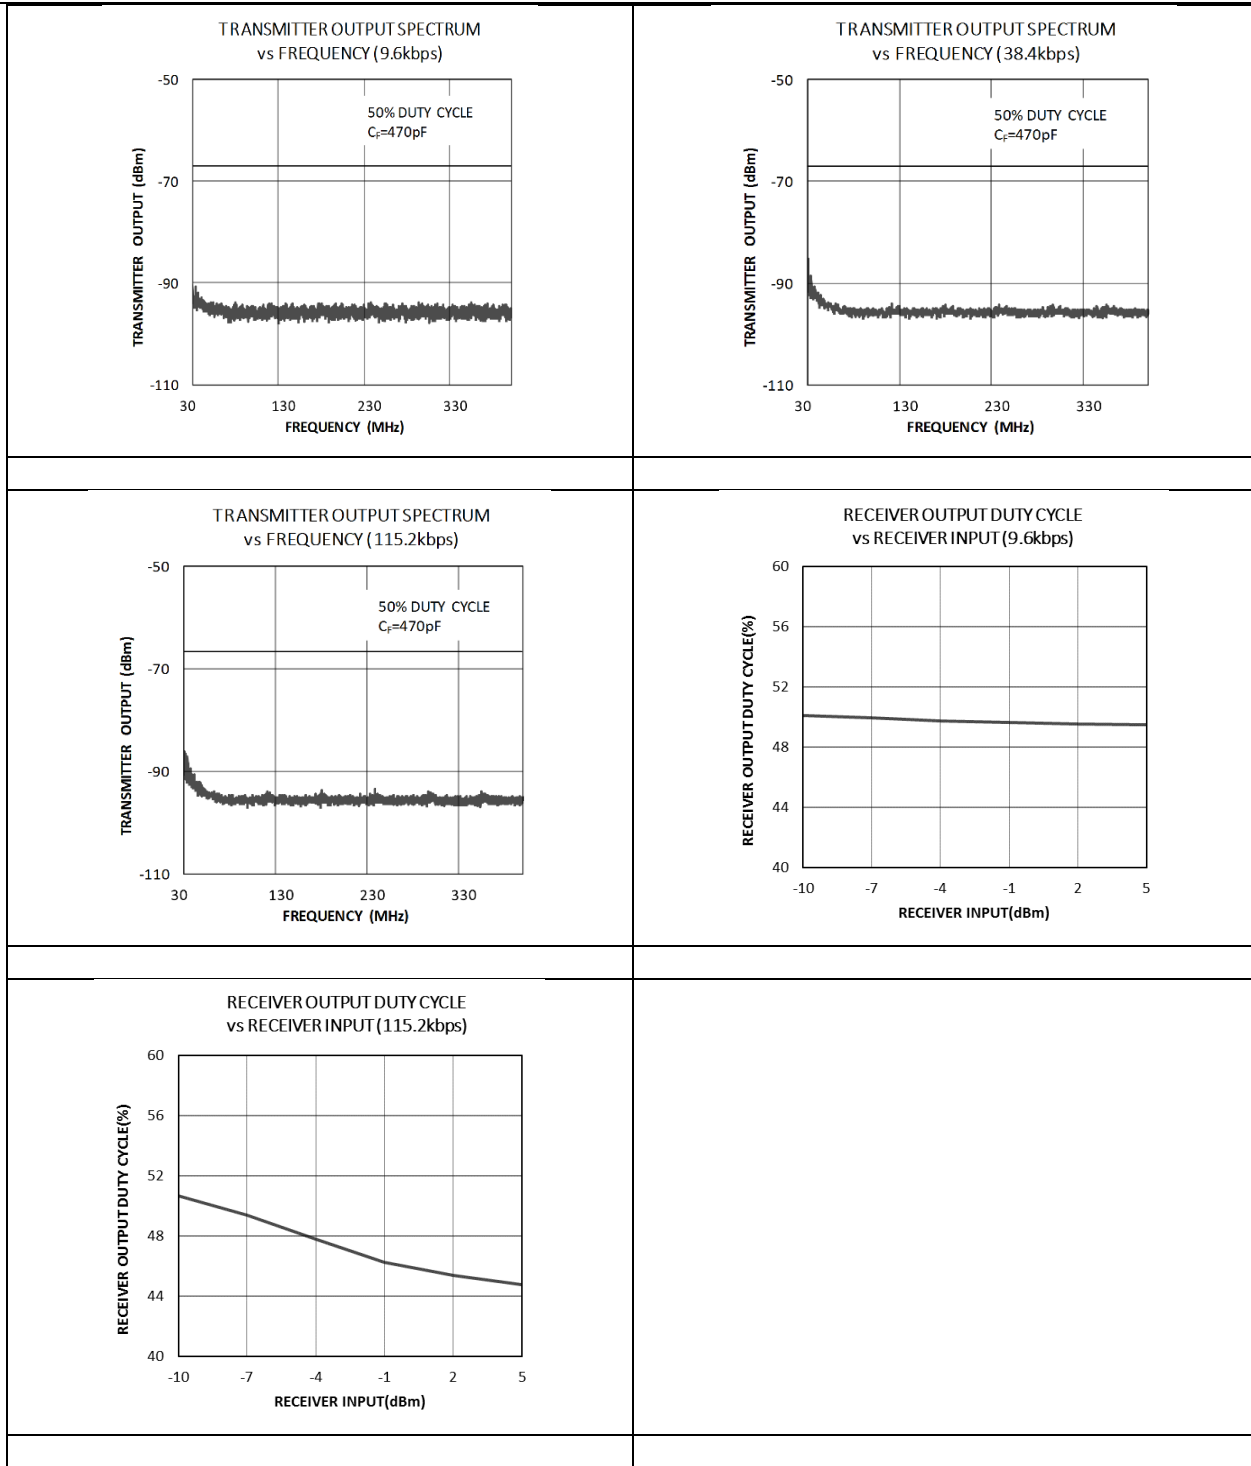 TRANSMITTER OUTPUT SPECTRUM
vs FREQUENCY (9.6kbps)
-50
-70
-90
-110
50% DUTY CYCLE
CF=470pF
TRANSMITTER OUTPUT (dBm)
30 130 230 330
FREQUENCY (MHz)
TRANSMITTER OUTPUT SPECTRUM
vs FREQUENCY (38.4kbps)
-50
-70
-90
-110
50% DUTY CYCLE
CF=470pF
TRANSMITTER OUTPUT (dBm)
30 130 230 330
FREQUENCY (MHz)
TRANSMITTER OUTPUT SPECTRUM
vs FREQUENCY (115.2kbps)
-50
-70
-90
-110
50% DUTY CYCLE
CF=470pF
TRANSMITTER OUTPUT (dBm)
30 130 230 330
FREQUENCY (MHz)
RECEIVER OUTPUT DUTY CYCLE
vs RECEIVER INPUT (9.6kbps)
60
56
52
48
44
40
RECEIVER OUTPUT DUTY CYCLE(%)
-10 -7 -4 -1 2 5
RECEIVER INPUT(dBm)
RECEIVER OUTPUT DUTY CYCLE
vs RECEIVER INPUT (115.2kbps)
60
56
52
48
44
40
RECEIVER OUTPUT DUTY CYCLE(%)
-10 -7 -4 -1 2 5
RECEIVER INPUT(dBm)